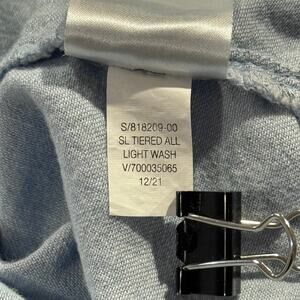 S/818209-00
SL TIERED ALL
LIGHT WASH
V/700035065
12/21